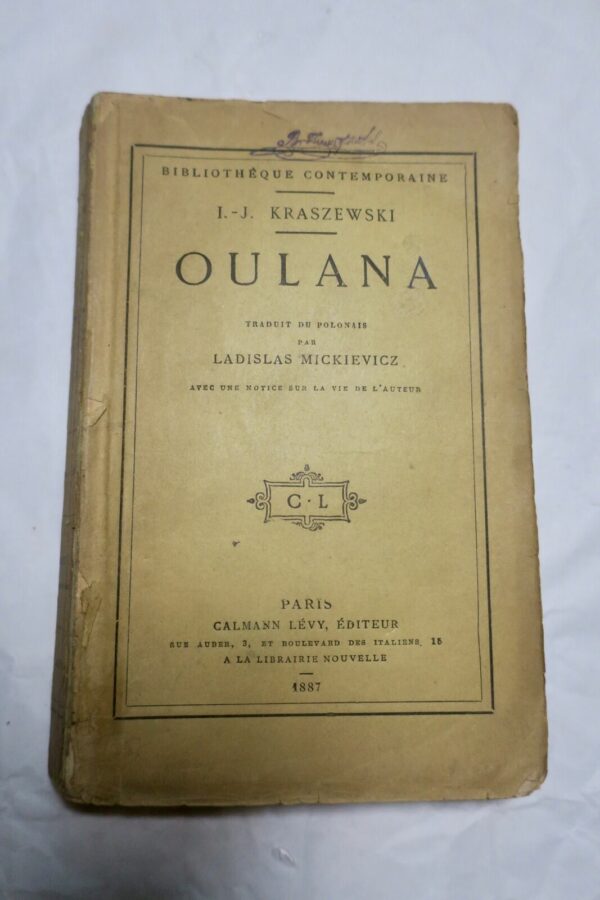 BIBLIOTHÈQUE CONTEMPORAINE
I.-J. KRASZEWSKI
OULANA
TRADUIT DU POLONAIS
PAR
LADISLAS MICKIEVICZ
AVEC UNE NOTICE SUR LA VIE DE L'AUTEUR
C·L
PARIS
CALMANN LÉVY, ÉDITEUR
RUE AUBER, 3, ET BOULEVARD DES ITALIENS, 15
A LA LIBRAIRIE NOUVELLE
1887